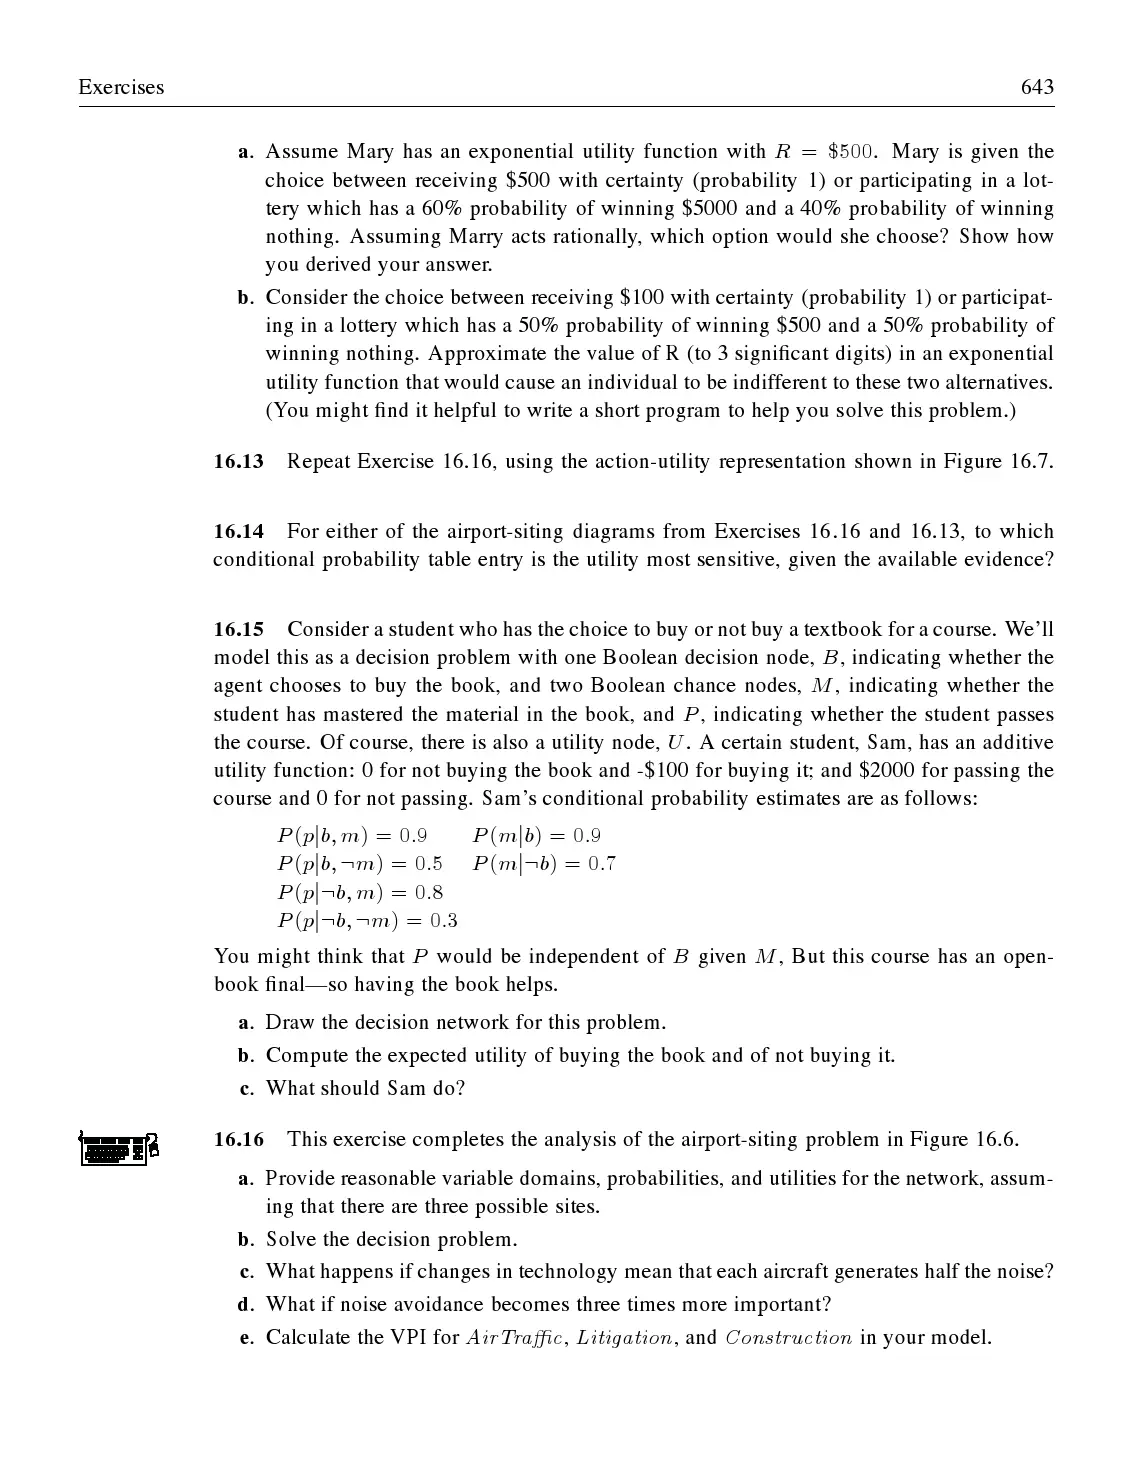 Exercises 643
a. Assume Mary has an exponential utility function with R = $500. Mary is given the
choice between receiving $500 with certainty (probability 1) or participating in a lot-
tery which has a 60% probability of winning $5000 and a 40% probability of winning
nothing. Assuming Marry acts rationally, which option would she choose? Show how
you derived your answer.
b. Consider the choice between receiving $100 with certainty (probability 1) or participat-
ing in a lottery which has a 50% probability of winning $500 and a 50% probability of
winning nothing. Approximate the value of R (to 3 significant digits) in an exponential
utility function that would cause an individual to be indifferent to these two alternatives.
(You might find it helpful to write a short program to help you solve this problem.)
16.13 Repeat Exercise 16.16, using the action-utility representation shown in Figure 16.7.
16.14 For either of the airport-siting diagrams from Exercises 16.16 and 16.13, to which
conditional probability table entry is the utility most sensitive, given the available evidence?
16.15 Consider a student who has the choice to buy or not buy a textbook for a course. We'll
model this as a decision problem with one Boolean decision node, B, indicating whether the
agent chooses to buy the book, and two Boolean chance nodes, M, indicating whether the
student has mastered the material in the book, and P, indicating whether the student passes
the course. Of course, there is also a utility node, U. A certain student, Sam, has an additive
utility function: 0 for not buying the book and -$100 for buying it; and $2000 for passing the
course and 0 for not passing. Sam's conditional probability estimates are as follows:
P(p|b, m) = 0.9 P(m|b) = 0.9
P(p|b, ¬m) = 0.5 P(m|¬b) = 0.7
P(p|¬b, m) = 0.8
P(p|¬b, ¬m) = 0.3
You might think that P would be independent of B given M, But this course has an open-
book final—so having the book helps.
a. Draw the decision network for this problem.
b. Compute the expected utility of buying the book and of not buying it.
c. What should Sam do?
16.16 This exercise completes the analysis of the airport-siting problem in Figure 16.6.
a. Provide reasonable variable domains, probabilities, and utilities for the network, assum-
ing that there are three possible sites.
b. Solve the decision problem.
c. What happens if changes in technology mean that each aircraft generates half the noise?
d. What if noise avoidance becomes three times more important?
e. Calculate the VPI for AirTraffic, Litigation, and Construction in your model.